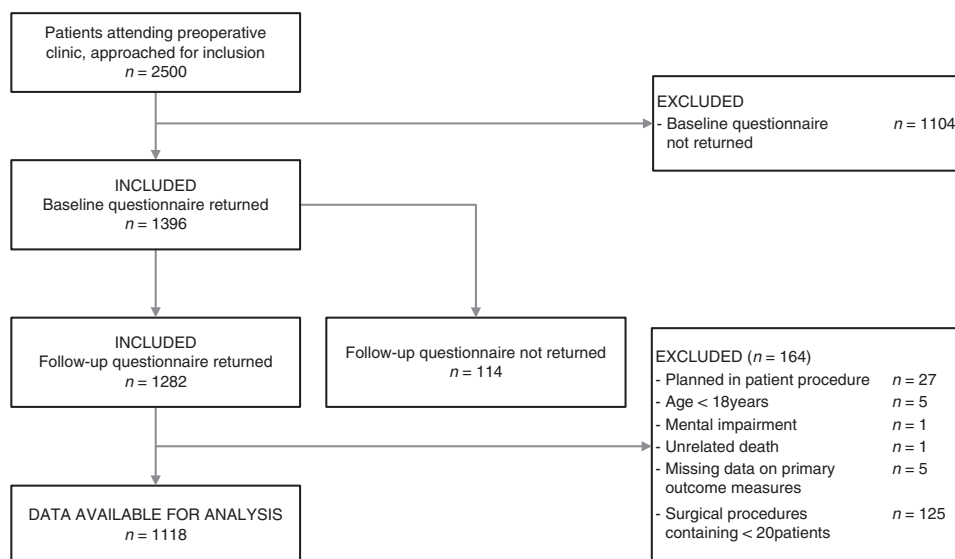 Patients attending preoperative
clinic, approached for inclusion
n = 2500
EXCLUDED
- Baseline questionnaire n = 1104
not returned
INCLUDED
Baseline questionnaire returned
n = 1396
INCLUDED
Follow-up questionnaire returned
n = 1282
Follow-up questionnaire not returned
n = 114
EXCLUDED (n = 164)
- Planned in patient procedure n = 27
- Age < 18years n = 5
- Mental impairment n = 1
- Unrelated death n = 1
- Missing data on primary n = 5
outcome measures
- Surgical procedures n = 125
containing < 20patients
DATA AVAILABLE FOR ANALYSIS
n = 1118